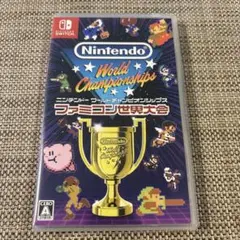 NINTENDO
SWITCH
Nintendo
World
Championships
ニンテンドー ワールド チャンピオンシップス
ファミコン世界大会
CERO
A